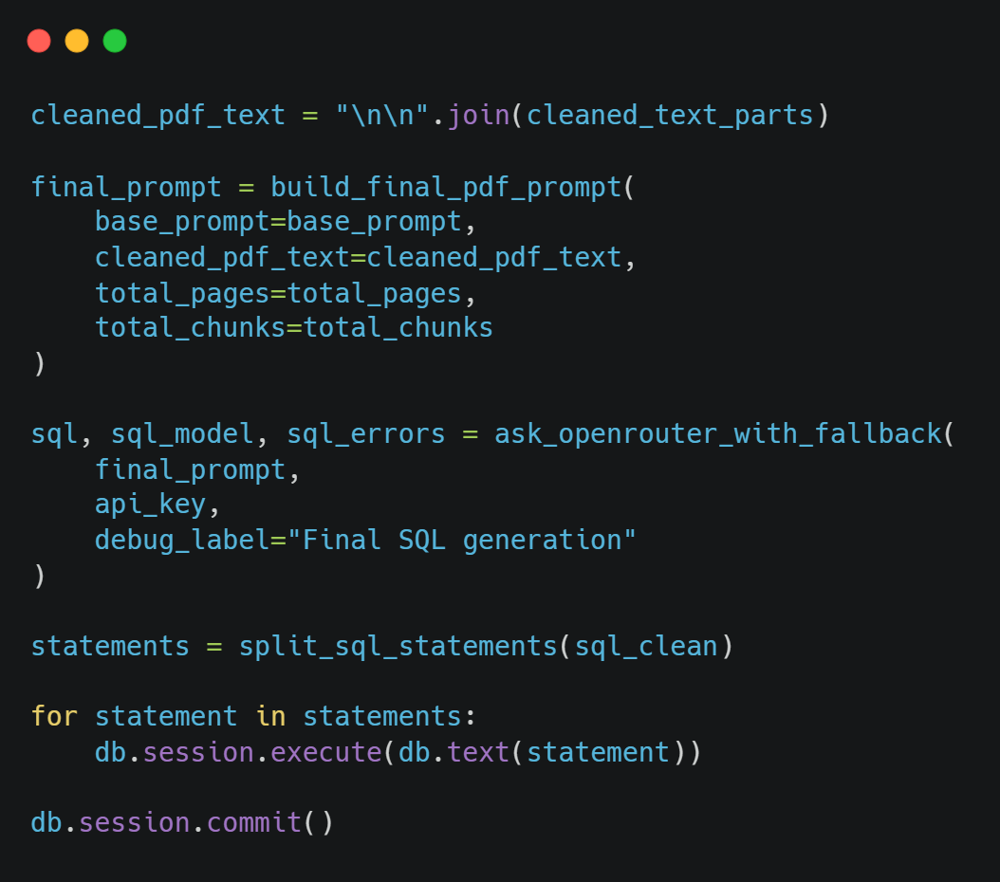 cleaned_pdf_text = "\n\n".join(cleaned_text_parts)

final_prompt = build_final_pdf_prompt(
    base_prompt=base_prompt,
    cleaned_pdf_text=cleaned_pdf_text,
    total_pages=total_pages,
    total_chunks=total_chunks
)

sql, sql_model, sql_errors = ask_openrouter_with_fallback(
    final_prompt,
    api_key,
    debug_label="Final SQL generation"
)

statements = split_sql_statements(sql_clean)

for statement in statements:
    db.session.execute(db.text(statement))

db.session.commit()